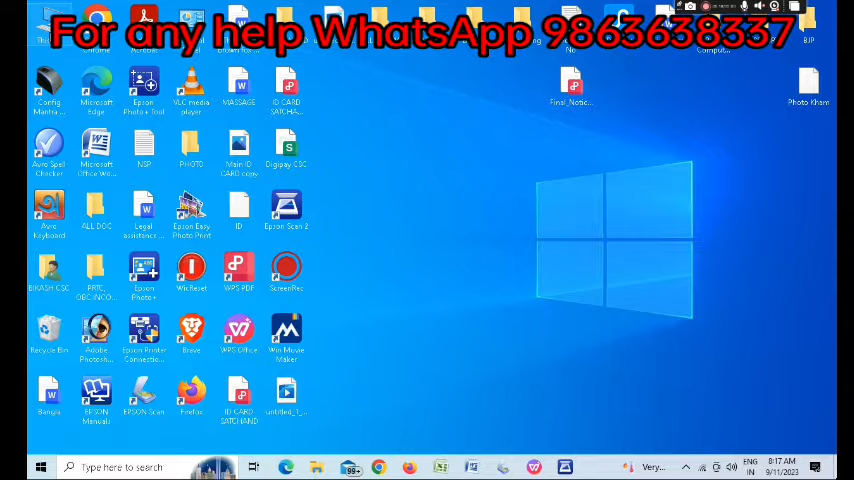 For any help WhatsApp 9863638337
BJP
Config
Mantra ...
Microsoft
Edge
Epson
Photo+ Tool
VLC media
player
MASSAGE
ID CARD
SATCHA...
Final_Notic...
Photo Kham
Avro Spell
Checker
Microsoft
Office Wo...
NSP
PHOTO
Main ID
CARD copy
Digipay CSC
Avro
Keyboard
ALL DOC
Legal
assistance ...
Epson Easy
Photo Print
ID
Epson Scan 2
BIKASH CSC
PRTC,
OBC,INCO...
Epson
Photo+
WicReset
WPS PDF
ScreenRec
Recycle Bin
Adobe
Photosh...
Epson Printer
Connectio...
Brave
WPS Office
Win Movie
Maker
Bangla
EPSON
Manuals
EPSON Scan
Firefox
ID CARD
SATCHAND
untitled_1_...
Type here to search
99+
Very...
ENG
IN
8:17 AM
9/11/2023